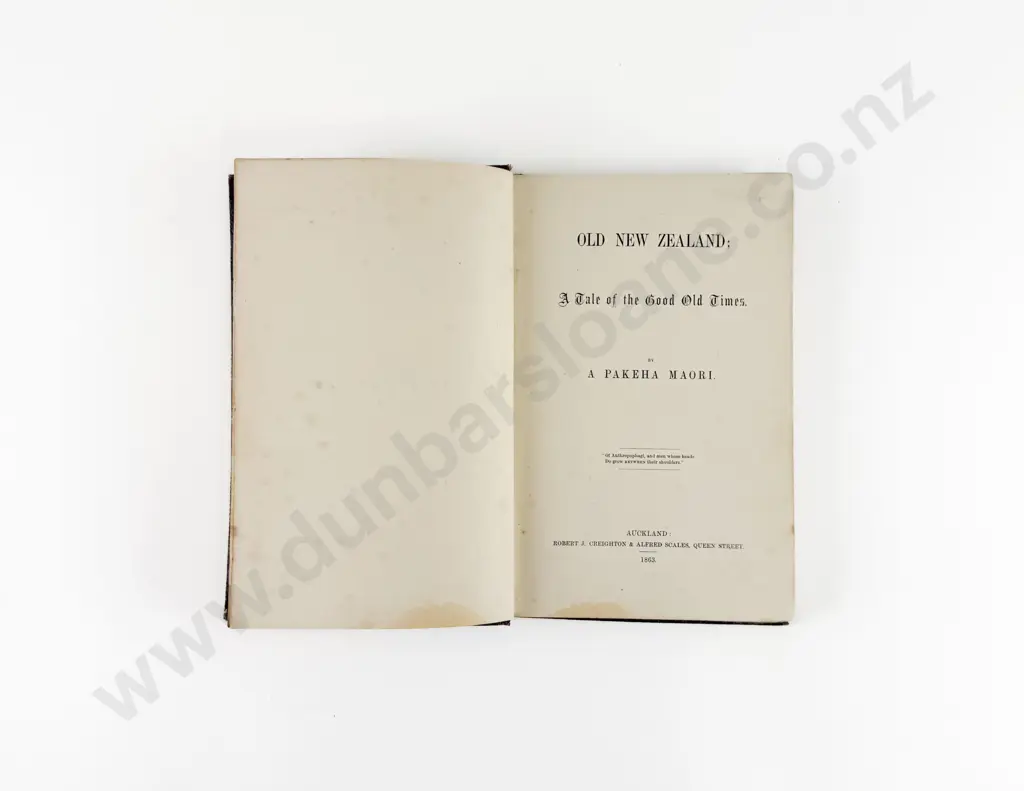 OLD NEW ZEALAND;
A Tale of the Good Old Times.
BY
A PAKEHA MAORI.
"Of Anthropophagi, and men whose heads
Do grow ANYWHEN their shoulders."
AUCKLAND:
ROBERT J. CREIGHTON & ALFRED SCALES, QUEEN STREET.
1863.
www.dunbarsloane.co.nz